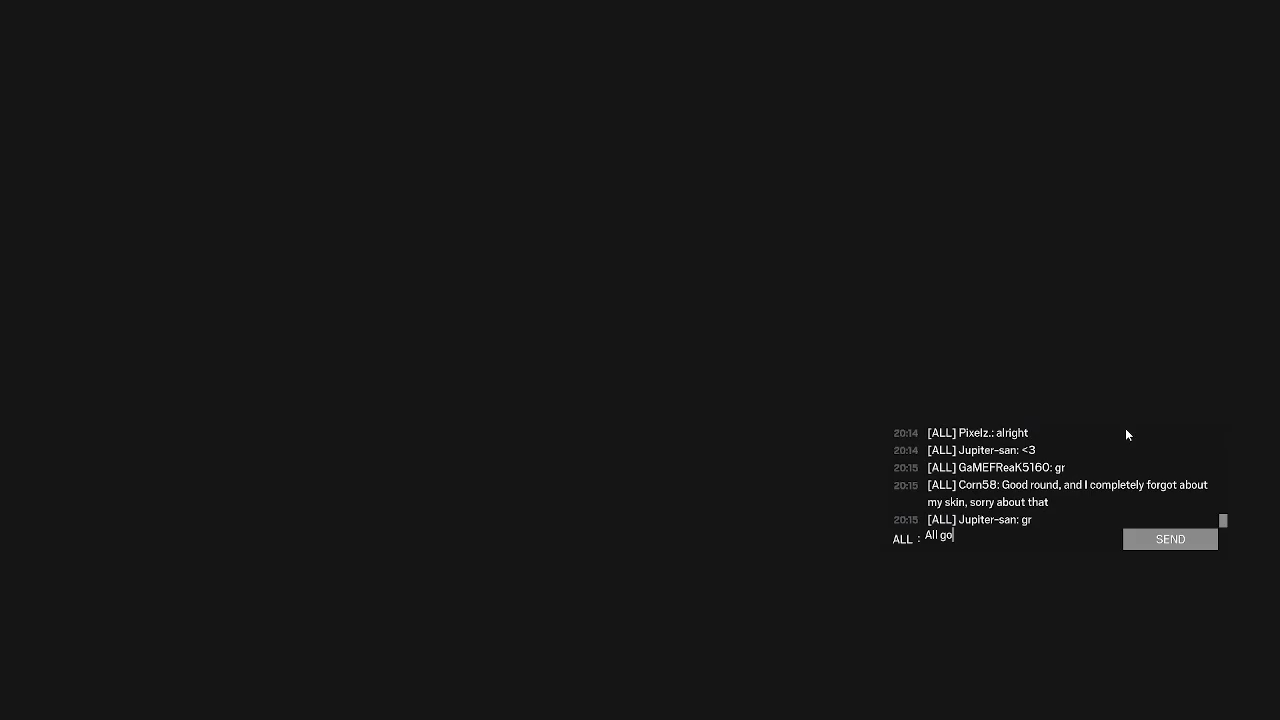 20:14 [ALL] Pixelz.: alright
20:14 [ALL] Jupiter-san: <3
20:15 [ALL] GaMEFReaK5160: gr
20:15 [ALL] Corn58: Good round, and I completely forgot about
my skin, sorry about that
20:15 [ALL] Jupiter-san: gr
ALL : All go
SEND